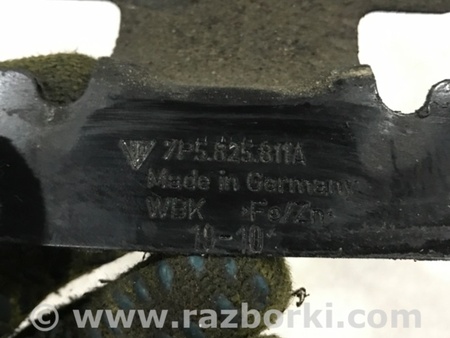 7P5.825.811A
Made in Germany
WBK >Fe/Zn<
10-10
© www.razborki.com